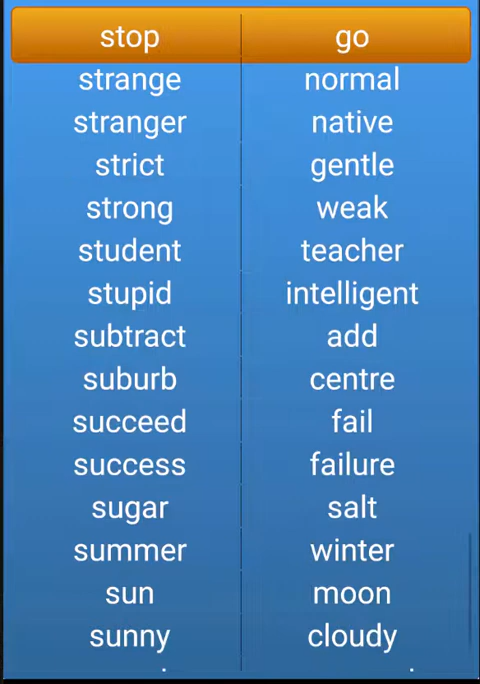 stop go
strange normal
stranger native
strict gentle
strong weak
student teacher
stupid intelligent
subtract add
suburb centre
succeed fail
success failure
sugar salt
summer winter
sun moon
sunny cloudy